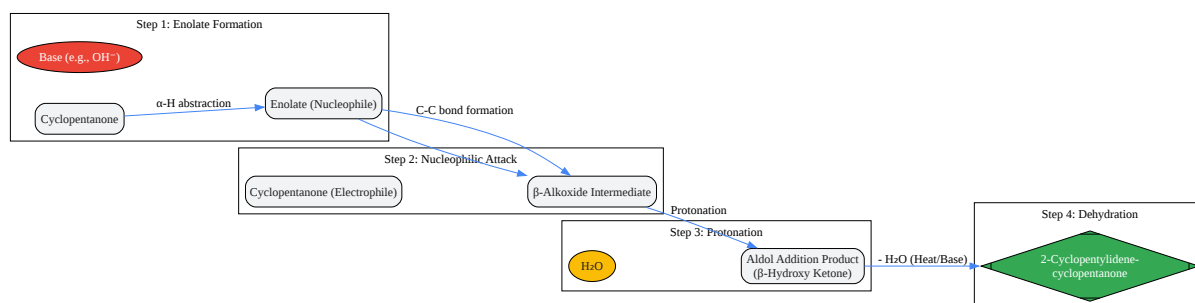 Step 1: Enolate Formation
Base (e.g., OH⁻)
Cyclopentanone
α-H abstraction
Enolate (Nucleophile)
C-C bond formation
Step 2: Nucleophilic Attack
Cyclopentanone (Electrophile)
β-Alkoxide Intermediate
Protonation
Step 3: Protonation
H₂O
Aldol Addition Product
(β-Hydroxy Ketone)
- H₂O (Heat/Base)
Step 4: Dehydration
2-Cyclopentylidene-
cyclopentanone